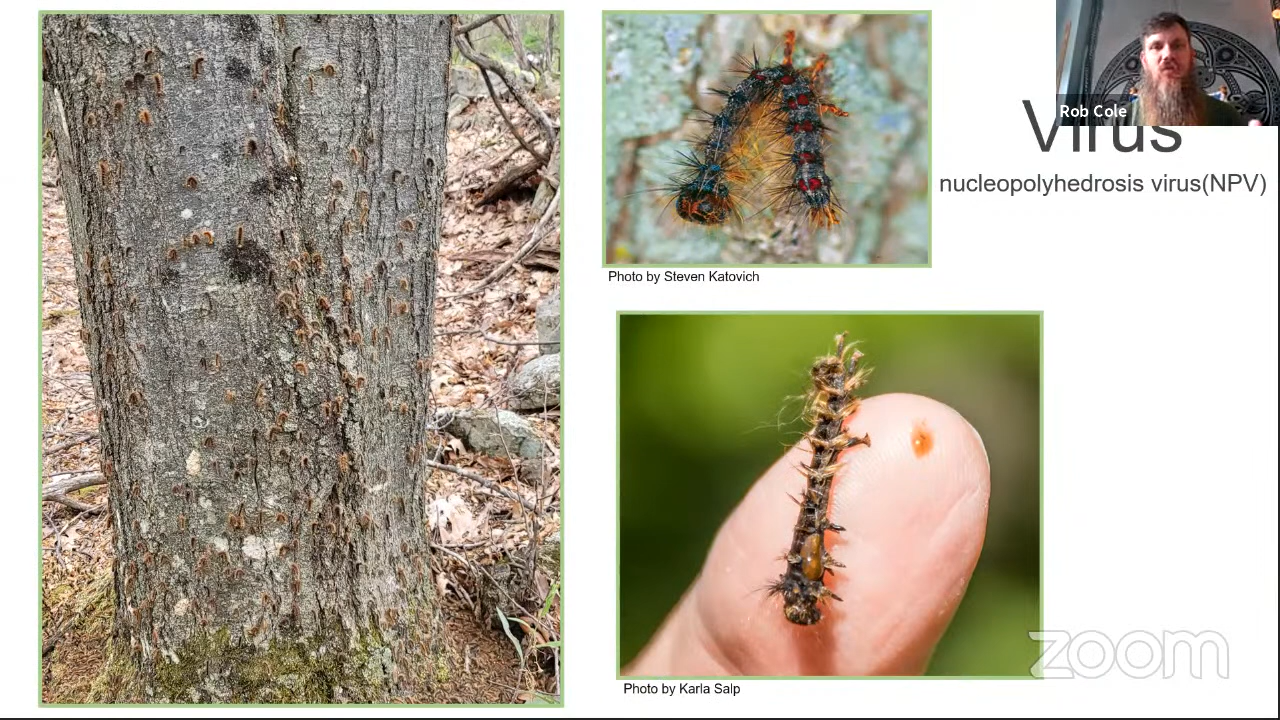 Rob Cole
Virus
nucleopolyhedrosis virus(NPV)
Photo by Steven Katovich
Photo by Karla Salp
zoom